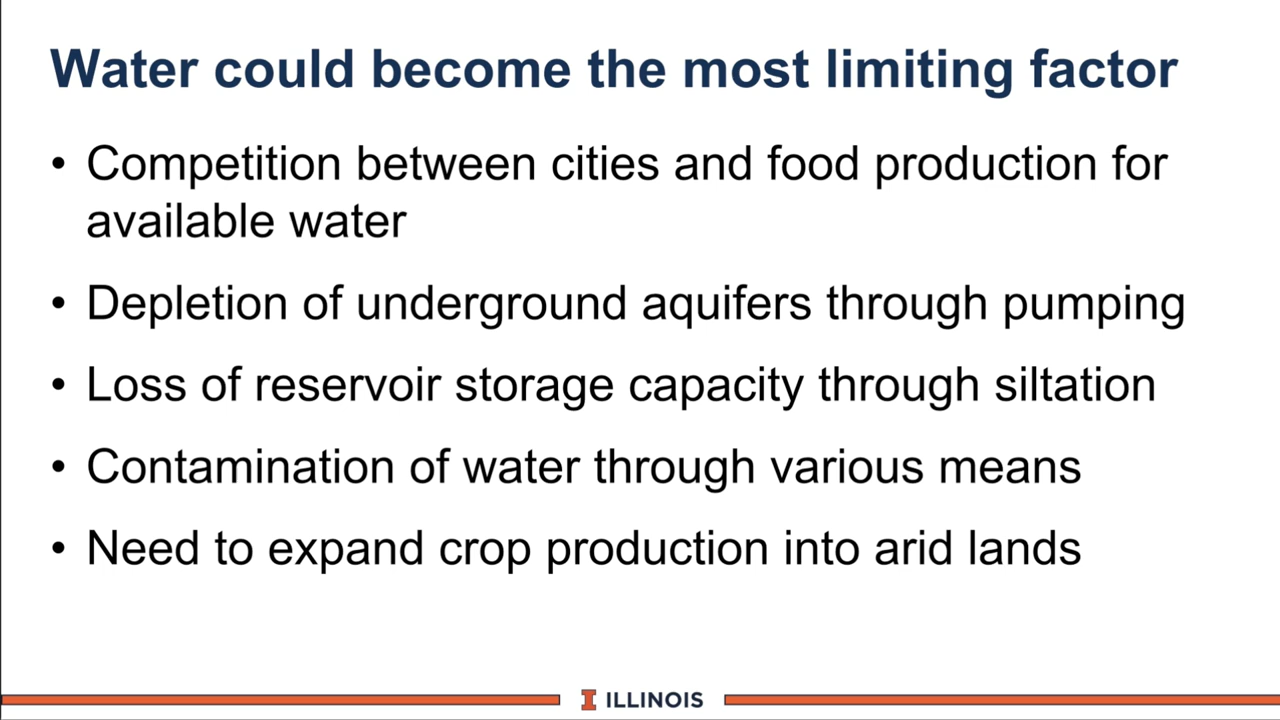 Water could become the most limiting factor
• Competition between cities and food production for
available water
• Depletion of underground aquifers through pumping
• Loss of reservoir storage capacity through siltation
• Contamination of water through various means
• Need to expand crop production into arid lands
I ILLINOIS